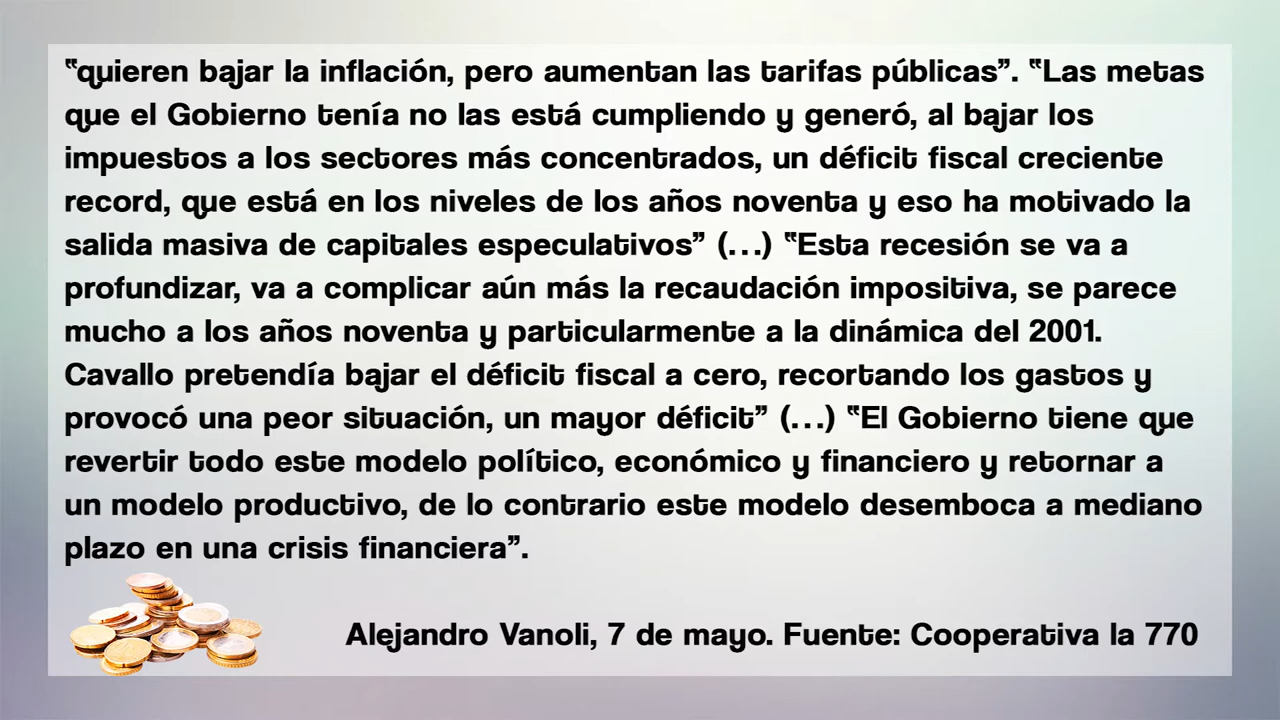 “quieren bajar la inflación, pero aumentan las tarifas públicas”. “Las metas
que el Gobierno tenía no las está cumpliendo y generó, al bajar los
impuestos a los sectores más concentrados, un déficit fiscal creciente
record, que está en los niveles de los años noventa y eso ha motivado la
salida masiva de capitales especulativos” (...) “Esta recesión se va a
profundizar, va a complicar aún más la recaudación impositiva, se parece
mucho a los años noventa y particularmente a la dinámica del 2001.
Cavallo pretendía bajar el déficit fiscal a cero, recortando los gastos y
provocó una peor situación, un mayor déficit” (...) “El Gobierno tiene que
revertir todo este modelo político, económico y financiero y retornar a
un modelo productivo, de lo contrario este modelo desemboca a mediano
plazo en una crisis financiera”.
Alejandro Vanoli, 7 de mayo. Fuente: Cooperativa la 770